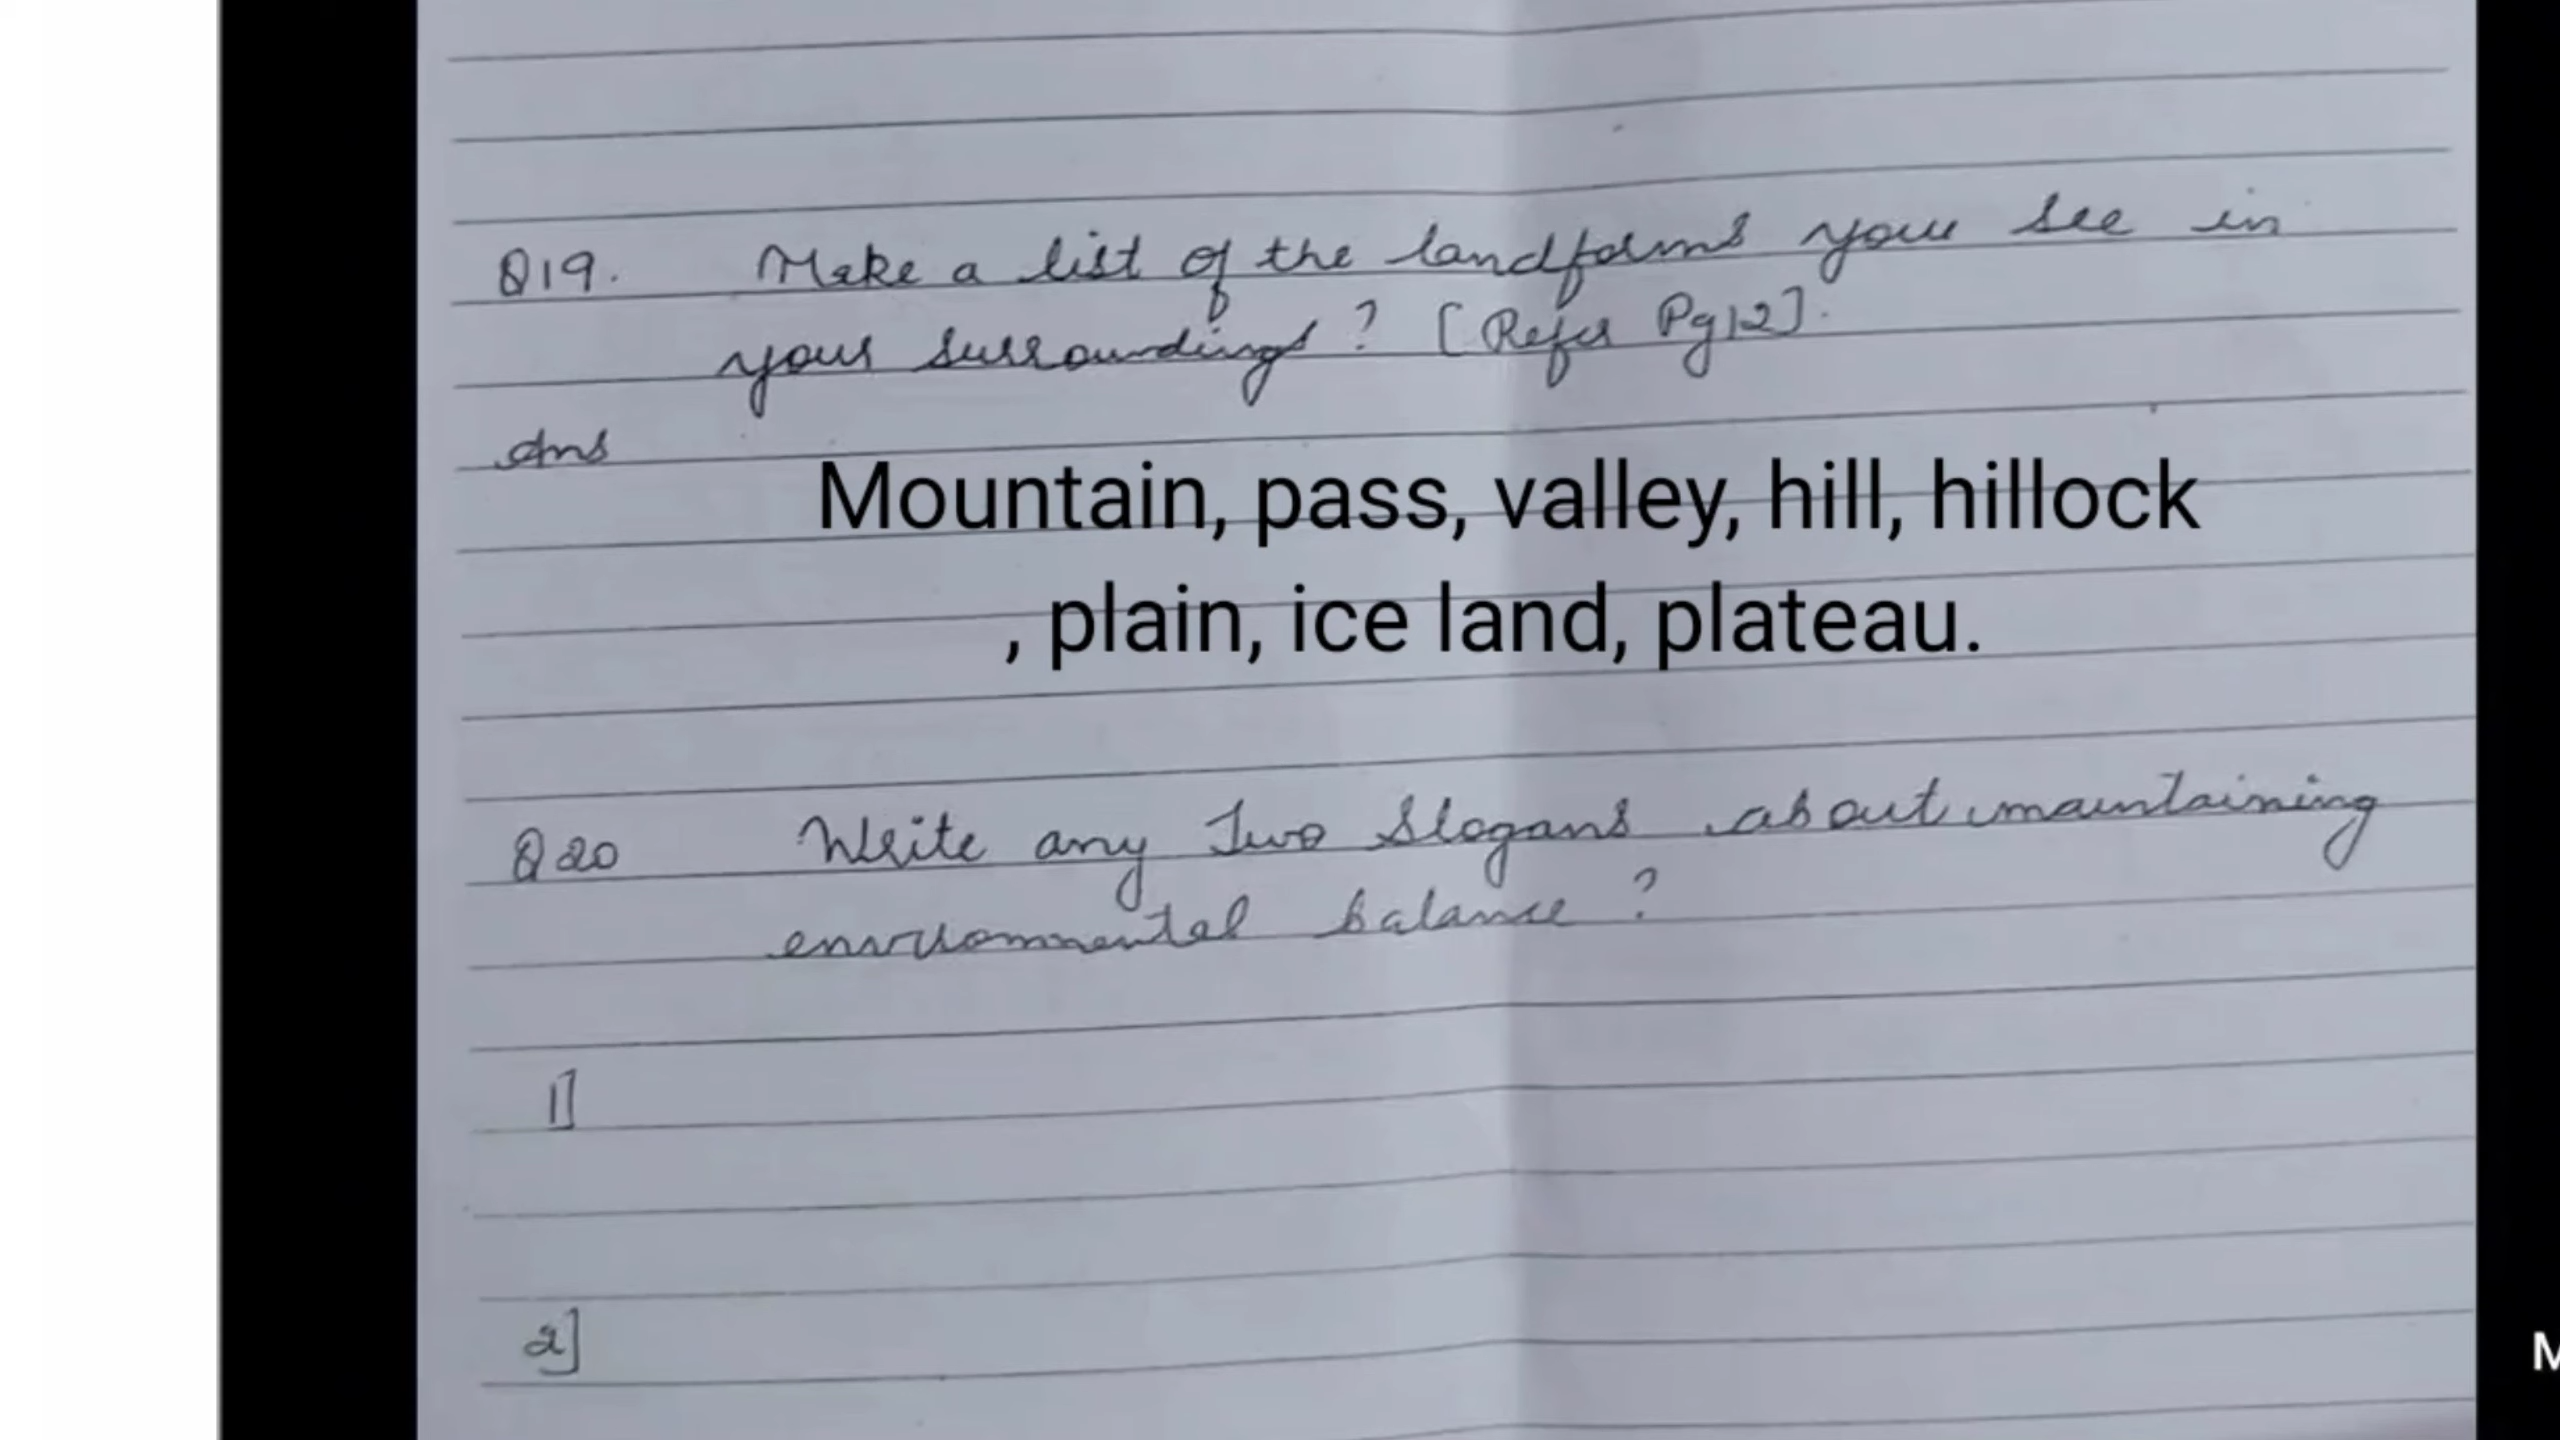 Q19. Make a list of the landforms you see in
your surroundings? [Refer Pg12].
Ans
Mountain, pass, valley, hill, hillock
, plain, ice land, plateau.
Q20 Write any Two Slogans about maintaining
environmental balance?
1]
2]
M